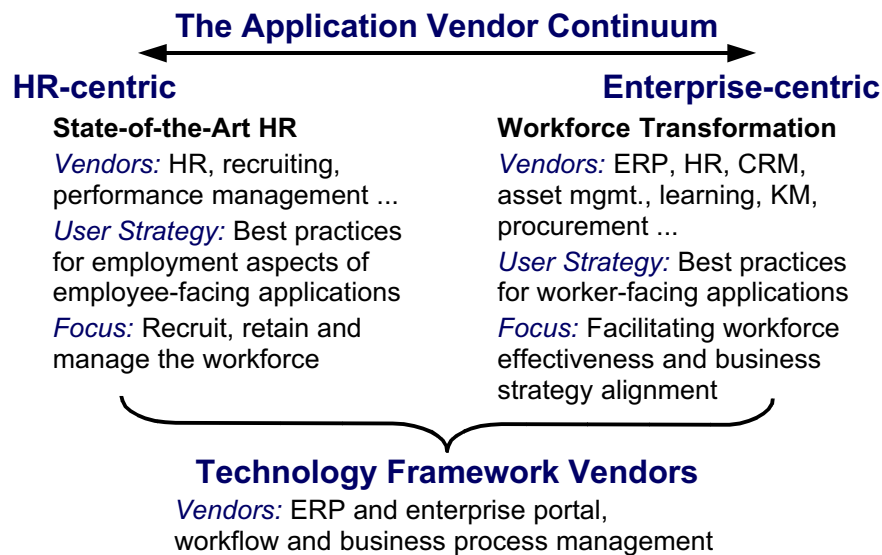 The Application Vendor Continuum
HR-centric
State-of-the-Art HR
Vendors: HR, recruiting,
performance management ...
User Strategy: Best practices
for employment aspects of
employee-facing applications
Focus: Recruit, retain and
manage the workforce
Enterprise-centric
Workforce Transformation
Vendors: ERP, HR, CRM,
asset mgmt., learning, KM,
procurement ...
User Strategy: Best practices
for worker-facing applications
Focus: Facilitating workforce
effectiveness and business
strategy alignment
Technology Framework Vendors
Vendors: ERP and enterprise portal,
workflow and business process management